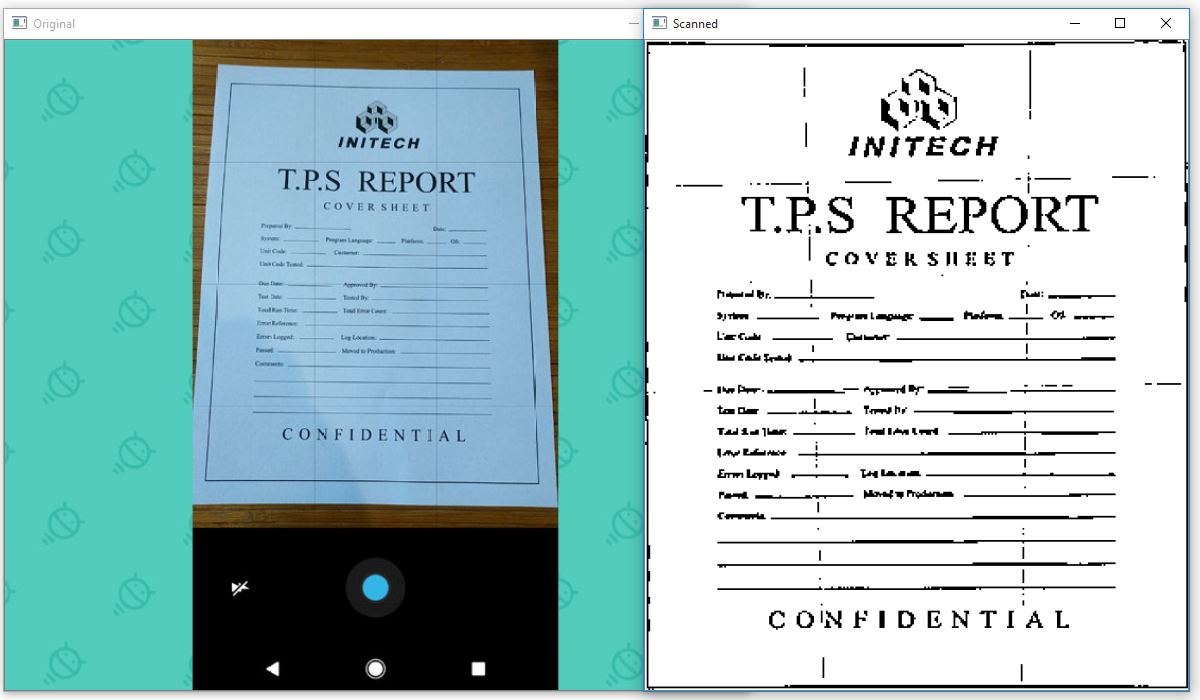 Original
INITECH
T.P.S REPORT
COVER SHEET
Prepared By: Date:
System: Program Language: Platform: OS:
Unit Code: Customer:
Unit Code Tested:
Due Date: Approved By:
Test Date: Tested By:
Total Run Time: Total Error Count:
Error Reference:
Errors Logged: Log Location:
Passed: Moved to Production:
Comments:
CONFIDENTIAL
Scanned
INITECH
T.P.S REPORT
COVER SHEET
Prepared By: Date:
System: Program Language: Platform: OS:
Unit Code: Customer:
Unit Code Tested:
Due Date: Approved By:
Test Date: Tested By:
Total Run Time: Total Error Count:
Error Reference:
Errors Logged: Log Location:
Passed: Moved to Production:
Comments:
CONFIDENTIAL